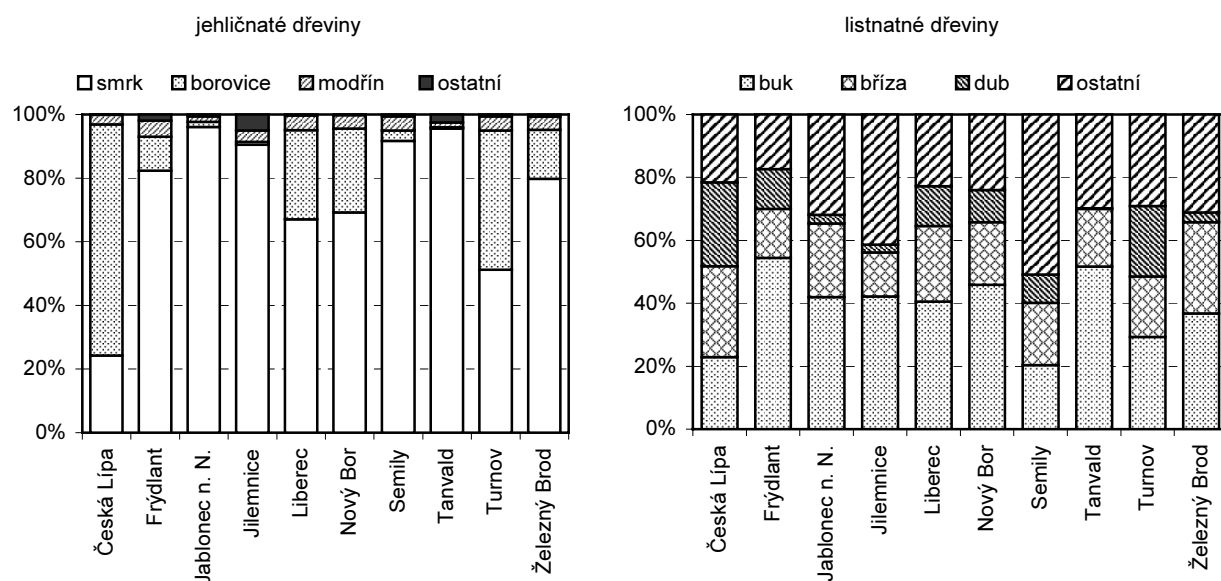 jehličnaté dřeviny
smrk borovice modřín ostatní
100%
80%
60%
40%
20%
0%
Česká Lípa
Frýdlant
Jablonec n. N.
Jilemnice
Liberec
Nový Bor
Semily
Tanvald
Turnov
Železný Brod
listnatné dřeviny
buk bříza dub ostatní
100%
80%
60%
40%
20%
0%
Česká Lípa
Frýdlant
Jablonec n. N.
Jilemnice
Liberec
Nový Bor
Semily
Tanvald
Turnov
Železný Brod